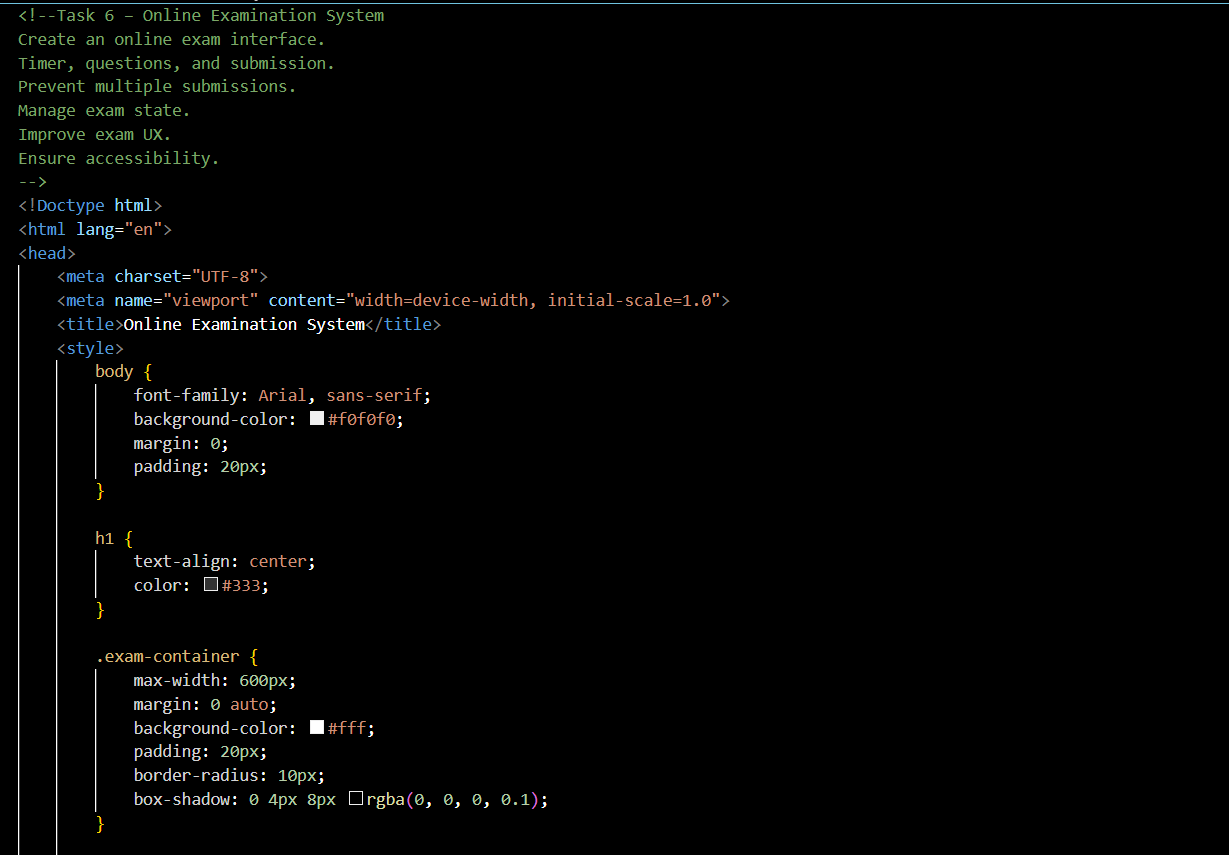 <!--Task 6 – Online Examination System
Create an online exam interface.
Timer, questions, and submission.
Prevent multiple submissions.
Manage exam state.
Improve exam UX.
Ensure accessibility.
-->
<!Doctype html>
<html lang="en">
<head>
    <meta charset="UTF-8">
    <meta name="viewport" content="width=device-width, initial-scale=1.0">
    <title>Online Examination System</title>
    <style>
        body {
            font-family: Arial, sans-serif;
            background-color: #f0f0f0;
            margin: 0;
            padding: 20px;
        }

        h1 {
            text-align: center;
            color: #333;
        }

        .exam-container {
            max-width: 600px;
            margin: 0 auto;
            background-color: #fff;
            padding: 20px;
            border-radius: 10px;
            box-shadow: 0 4px 8px rgba(0, 0, 0, 0.1);
        }